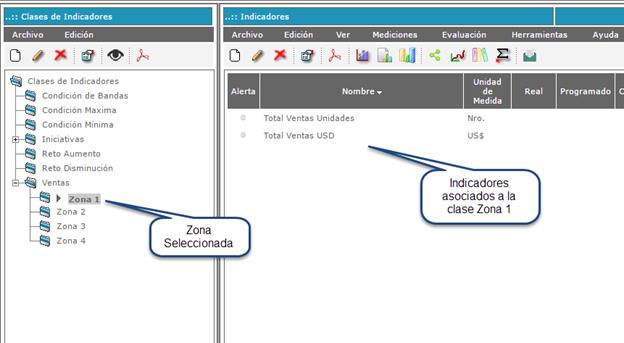 ..:: Clases de Indicadores
Archivo Edición
Clases de Indicadores
Condición de Bandas
Condición Maxima
Condición Mínima
Iniciativas
Reto Aumento
Reto Disminución
Ventas
Zona 1
Zona 2
Zona 3
Zona 4
Zona
Seleccionada
..:: Indicadores
Archivo Edición Ver Mediciones Evaluación Herramientas Ayuda
Alerta Nombre Unidad de Medida Real Programado
Total Ventas Unidades Nro.
Total Ventas USD US$
Indicadores
asociados a la
clase Zona 1